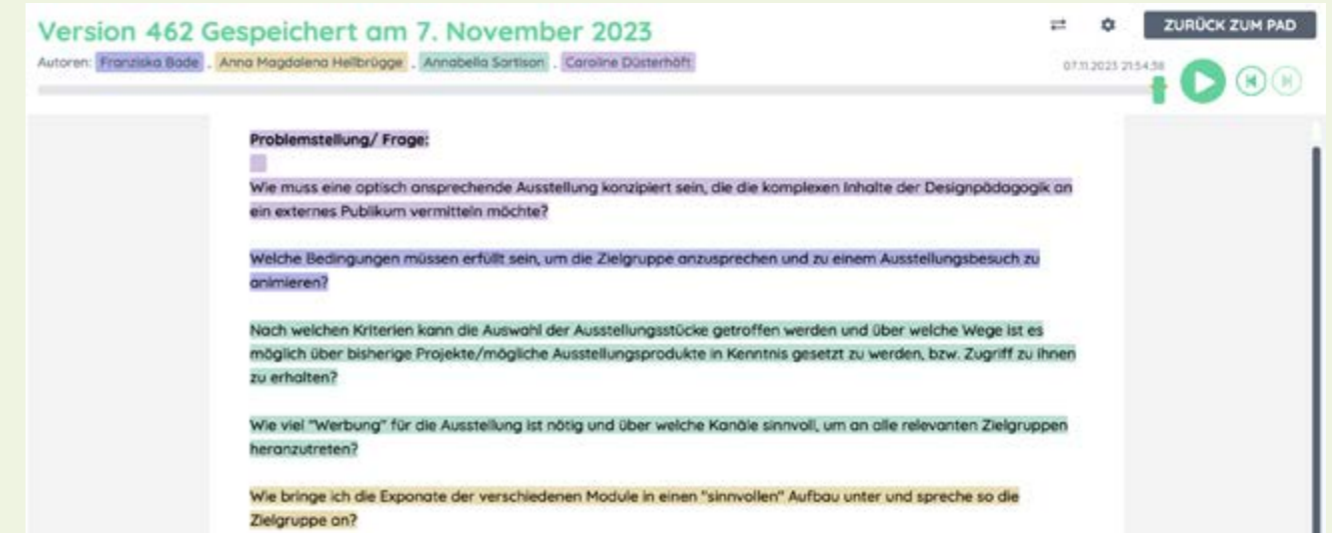 Version 462 Gespeichert am 7. November 2023
ZURÜCK ZUM PAD
Autoren: Franziska Bode , Anna Magdalena Hellbrügge , Annabella Sartison , Caroline Düsterhöft
07.11.2023 21:54:38
Problemstellung/ Frage:
Wie muss eine optisch ansprechende Ausstellung konzipiert sein, die die komplexen Inhalte der Designpädagogik an
ein externes Publikum vermitteln möchte?
Welche Bedingungen müssen erfüllt sein, um die Zielgruppe anzusprechen und zu einem Ausstellungsbesuch zu
animieren?
Nach welchen Kriterien kann die Auswahl der Ausstellungsstücke getroffen werden und über welche Wege ist es
möglich über bisherige Projekte/mögliche Ausstellungsprodukte in Kenntnis gesetzt zu werden, bzw. Zugriff zu ihnen
zu erhalten?
Wie viel "Werbung" für die Ausstellung ist nötig und über welche Kanäle sinnvoll, um an alle relevanten Zielgruppen
heranzutreten?
Wie bringe ich die Exponate der verschiedenen Module in einen "sinnvollen" Aufbau unter und spreche so die
Zielgruppe an?